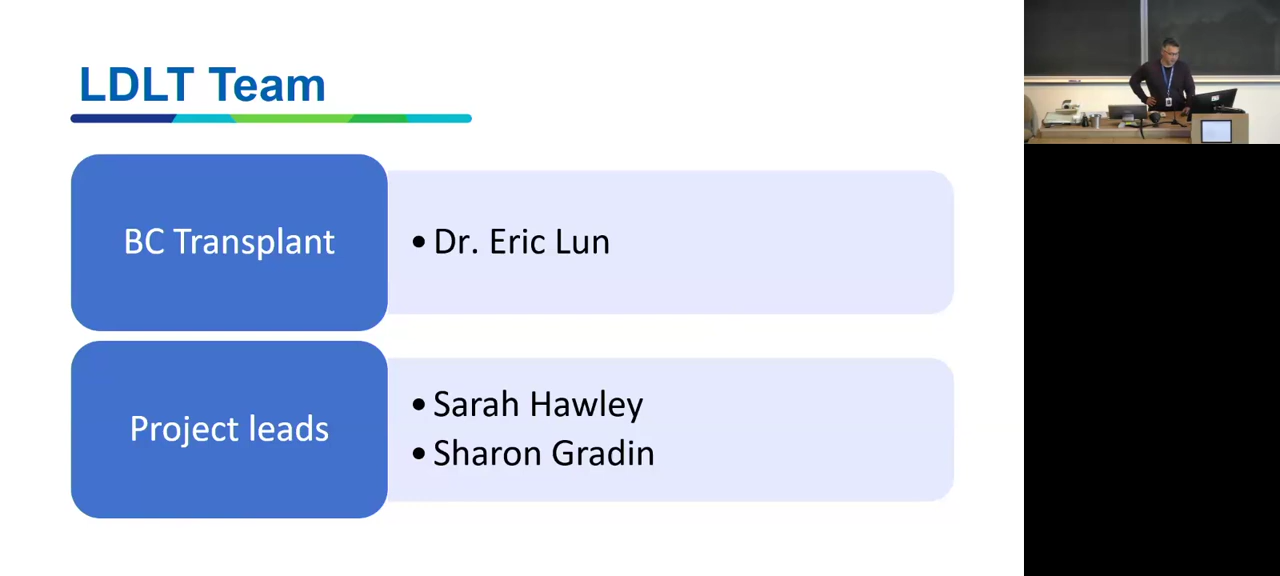 LDLT Team
BC Transplant
• Dr. Eric Lun
Project leads
• Sarah Hawley
• Sharon Gradin